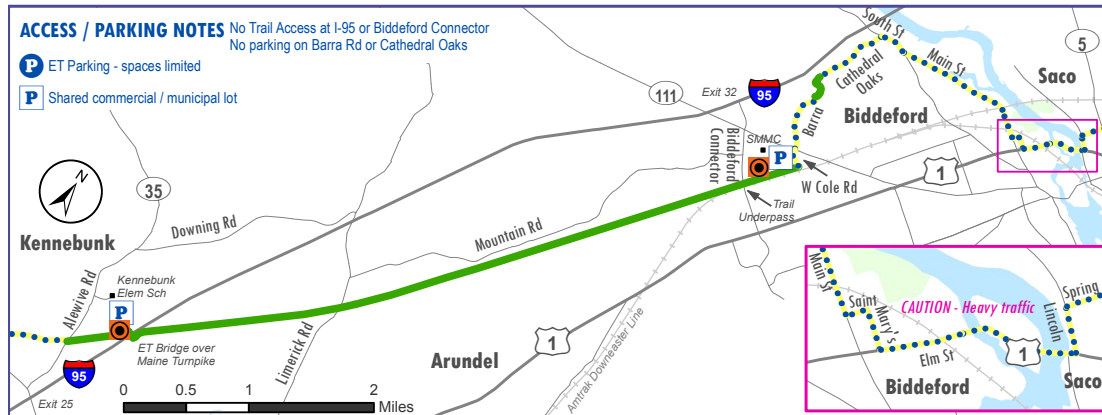 ACCESS / PARKING NOTES
No Trail Access at I-95 or Biddeford Connector
No parking on Barra Rd or Cathedral Oaks
P
ET Parking - spaces limited
P
Shared commercial / municipal lot
South St
Main St
Cathedral
Oaks
5
Saco
Exit 32
95
111
Barra
Biddeford
SMMC
P
Biddeford
Connector
1
W Cole Rd
Trail
Underpass
N
35
Kennebunk
Downing Rd
Mountain Rd
Alewive Rd
Kennebunk
Elem Sch
P
ET Bridge over
Maine Turnpike
Limerick Rd
Arundel
1
Amtrak Downeaster Line
95
Exit 25
0
0.5
1
2
Miles
Main St
Saint
Mary's
CAUTION - Heavy traffic
Lincoln
Spring
Elm St
1
Biddeford
Saco